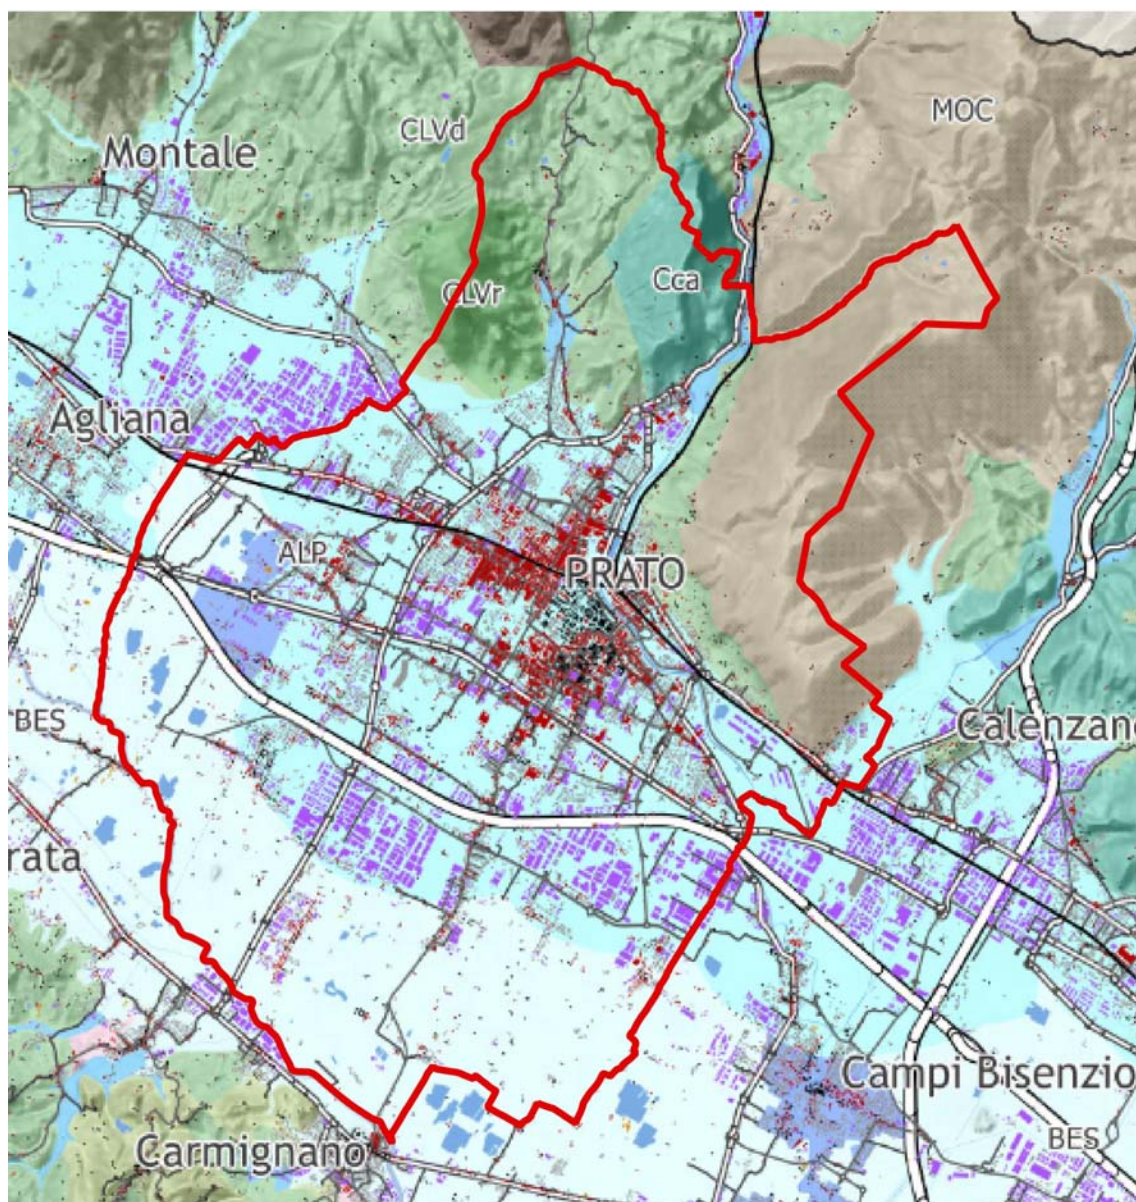 MOC
CLVd
Montale
Cca
CLVr
Agliana
ALP
PRATO
BES
Calenzano
rata
Campi Bisenzio
BES
Carmignano